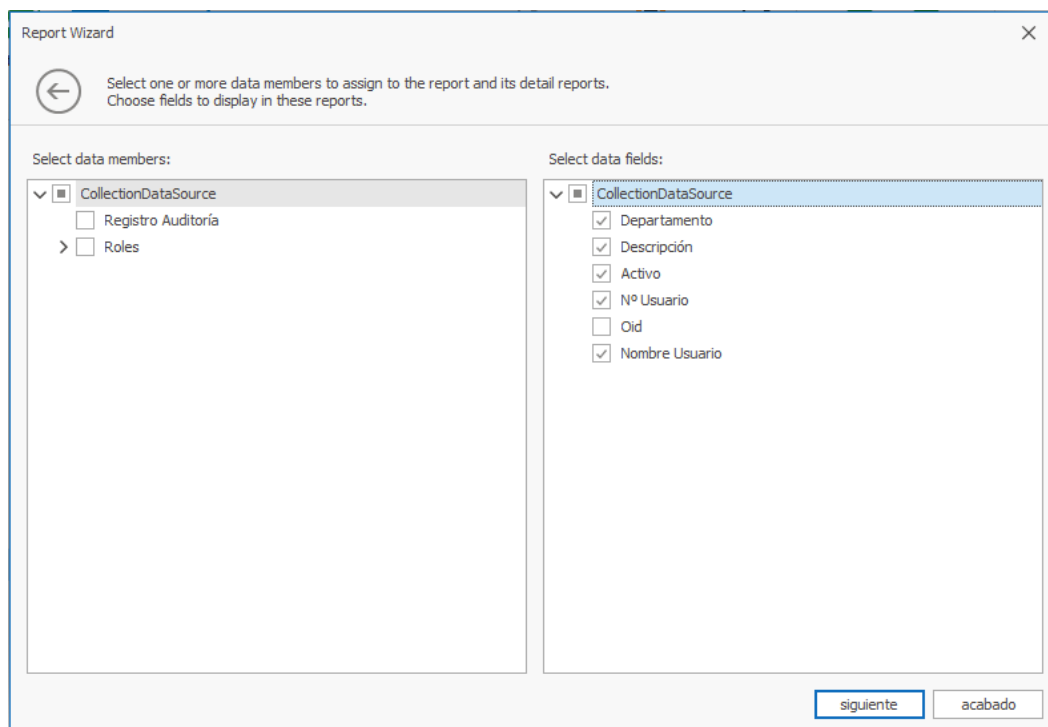 Report Wizard
Select one or more data members to assign to the report and its detail reports.
Choose fields to display in these reports.
Select data members:
CollectionDataSource
Registro Auditoría
Roles
Select data fields:
CollectionDataSource
Departamento
Descripción
Activo
Nº Usuario
Oid
Nombre Usuario
siguiente
acabado